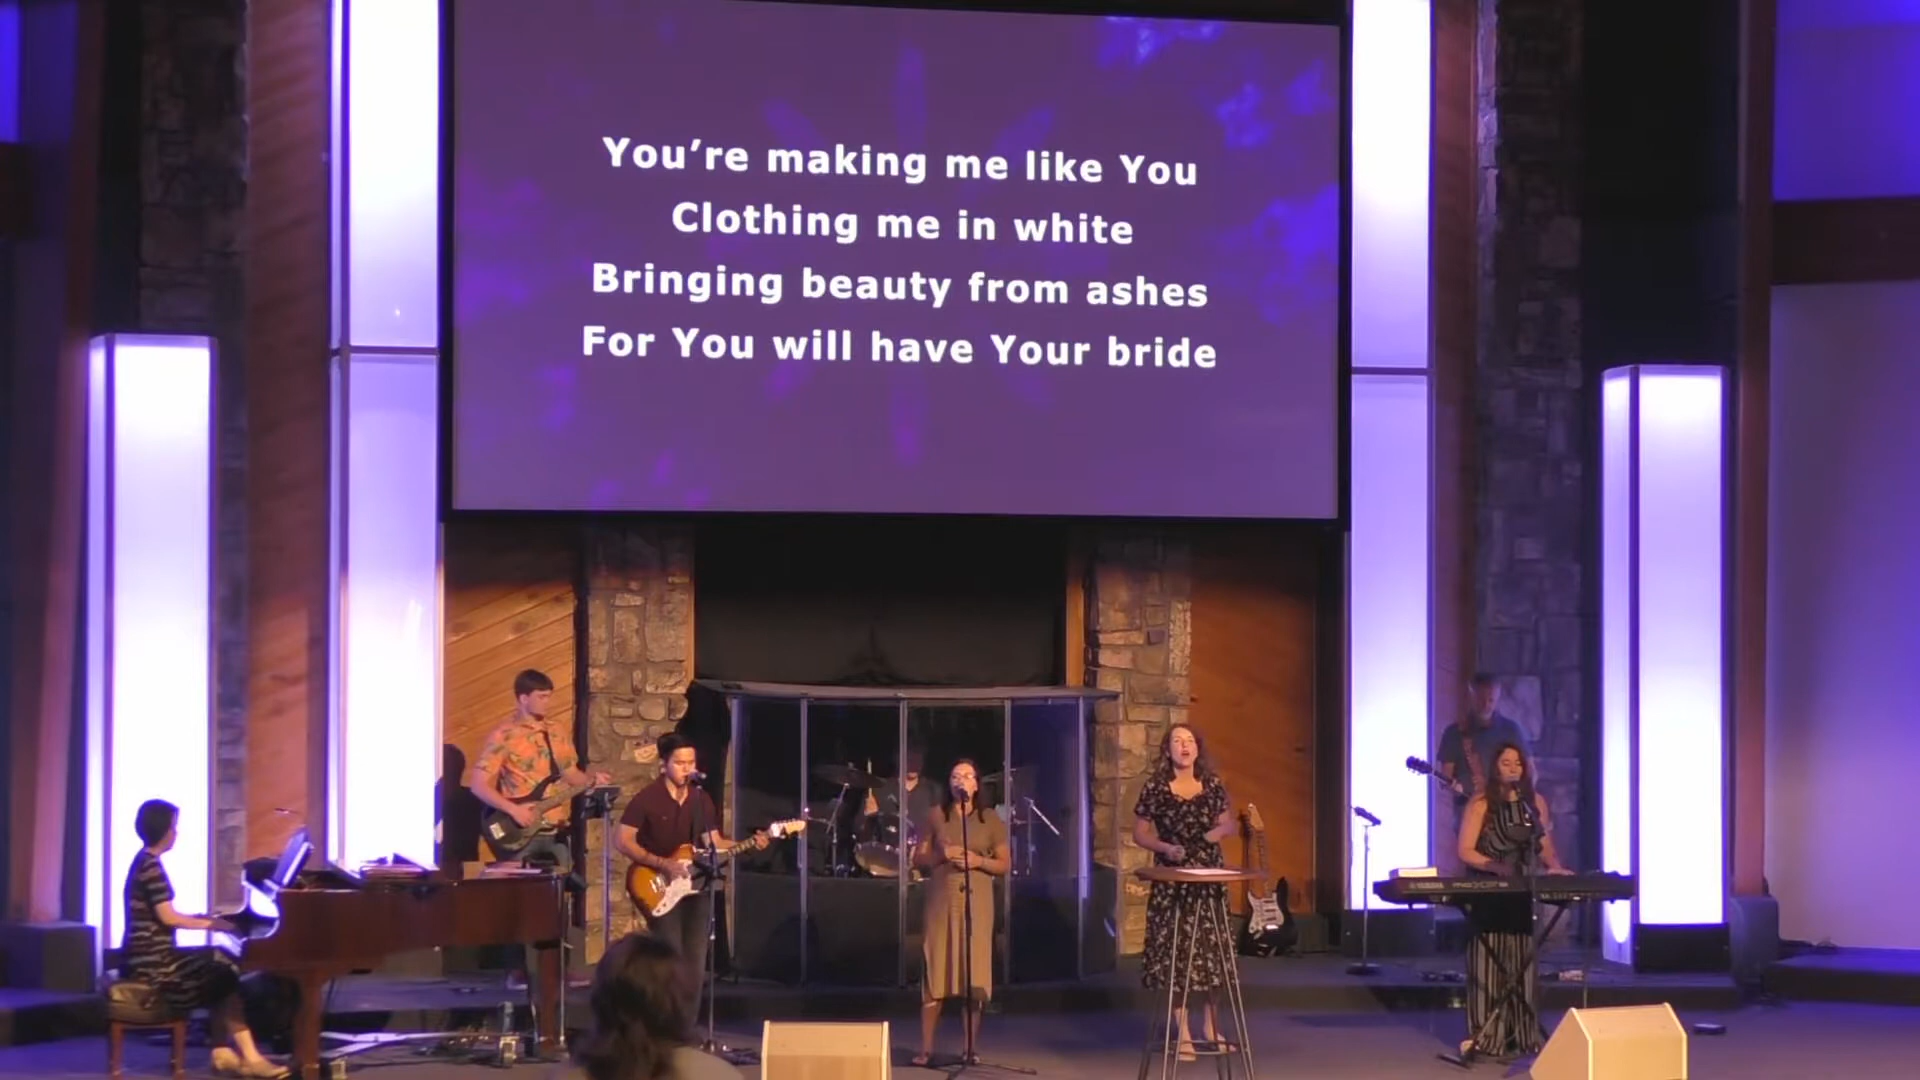 You're making me like You
Clothing me in white
Bringing beauty from ashes
For You will have Your bride
YAMAHA